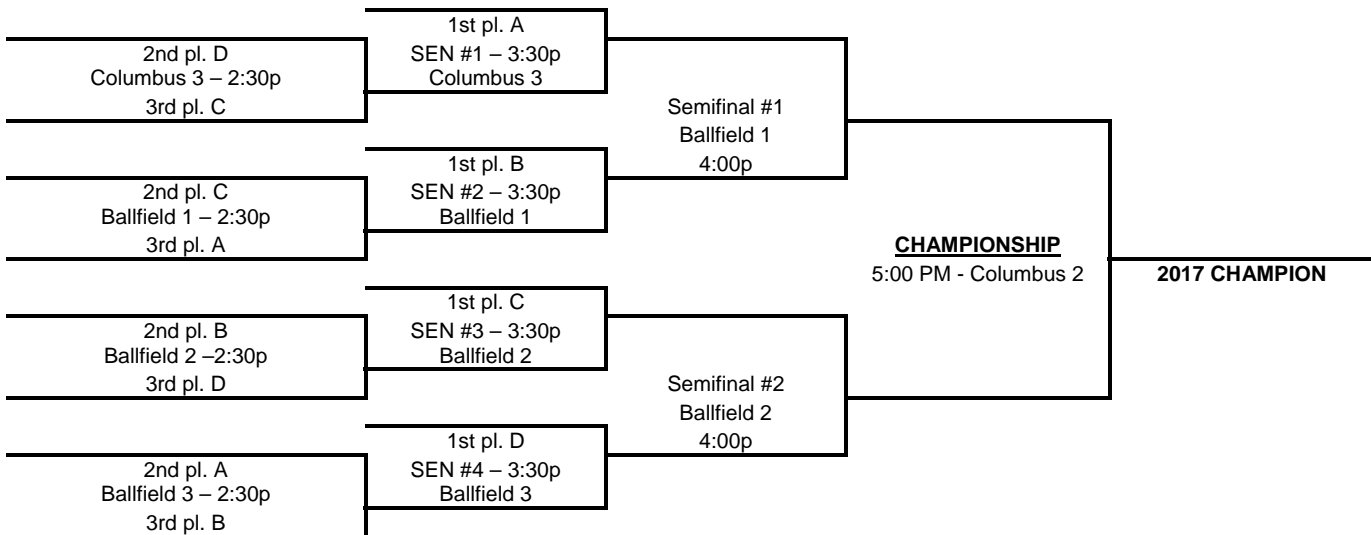 1st pl. A
2nd pl. D
SEN #1 – 3:30p
Columbus 3 – 2:30p
Columbus 3
3rd pl. C
Semifinal #1
Ballfield 1
4:00p
1st pl. B
2nd pl. C
SEN #2 – 3:30p
Ballfield 1 – 2:30p
Ballfield 1
3rd pl. A
CHAMPIONSHIP
5:00 PM - Columbus 2
2017 CHAMPION
1st pl. C
2nd pl. B
SEN #3 – 3:30p
Ballfield 2 –2:30p
Ballfield 2
3rd pl. D
Semifinal #2
Ballfield 2
4:00p
1st pl. D
2nd pl. A
SEN #4 – 3:30p
Ballfield 3 – 2:30p
Ballfield 3
3rd pl. B